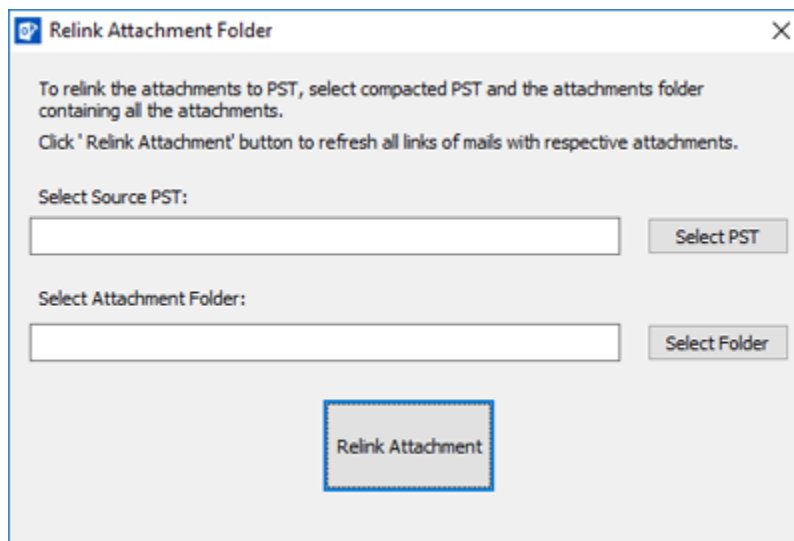 Relink Attachment Folder
To relink the attachments to PST, select compacted PST and the attachments folder
containing all the attachments.
Click ' Relink Attachment' button to refresh all links of mails with respective attachments.
Select Source PST:
Select PST
Select Attachment Folder:
Select Folder
Relink Attachment